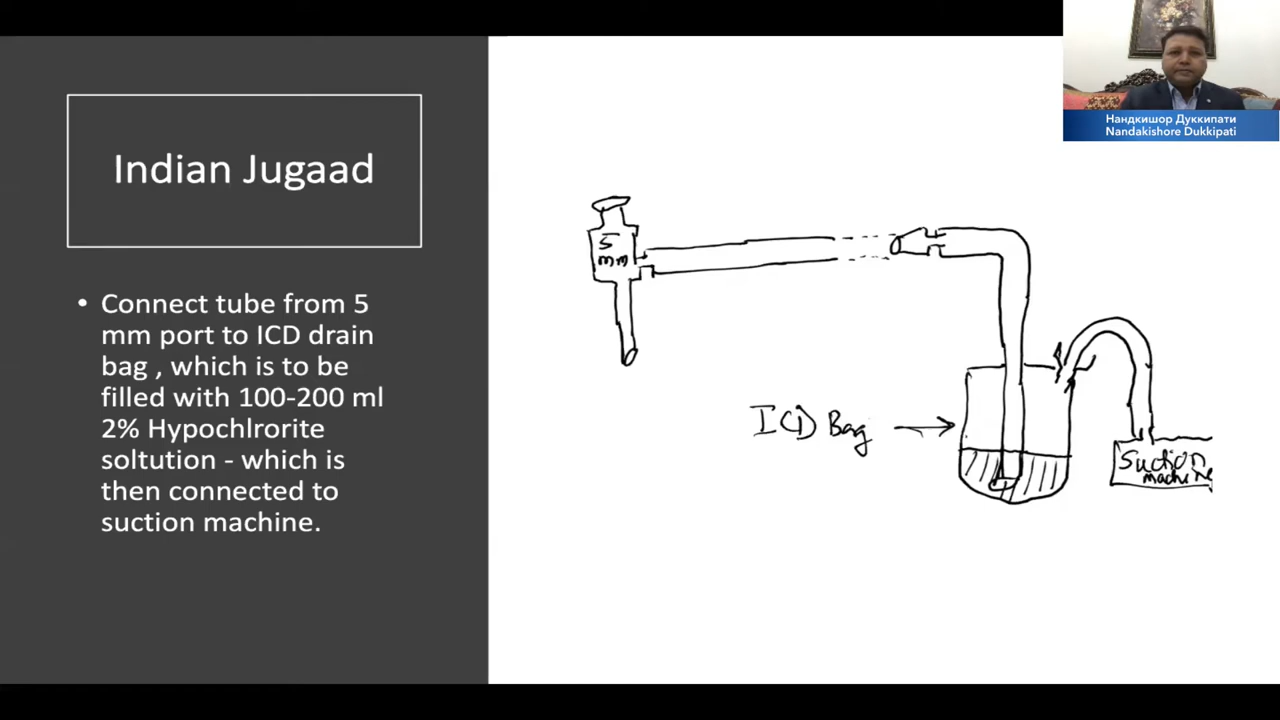 Indian Jugaad
• Connect tube from 5
mm port to ICD drain
bag , which is to be
filled with 100-200 ml
2% Hypochlrorite
soltution - which is
then connected to
suction machine.
5
mm
ICD Bag
Suction
machine
Нандкишор Дуккипати
Nandakishore Dukkipati